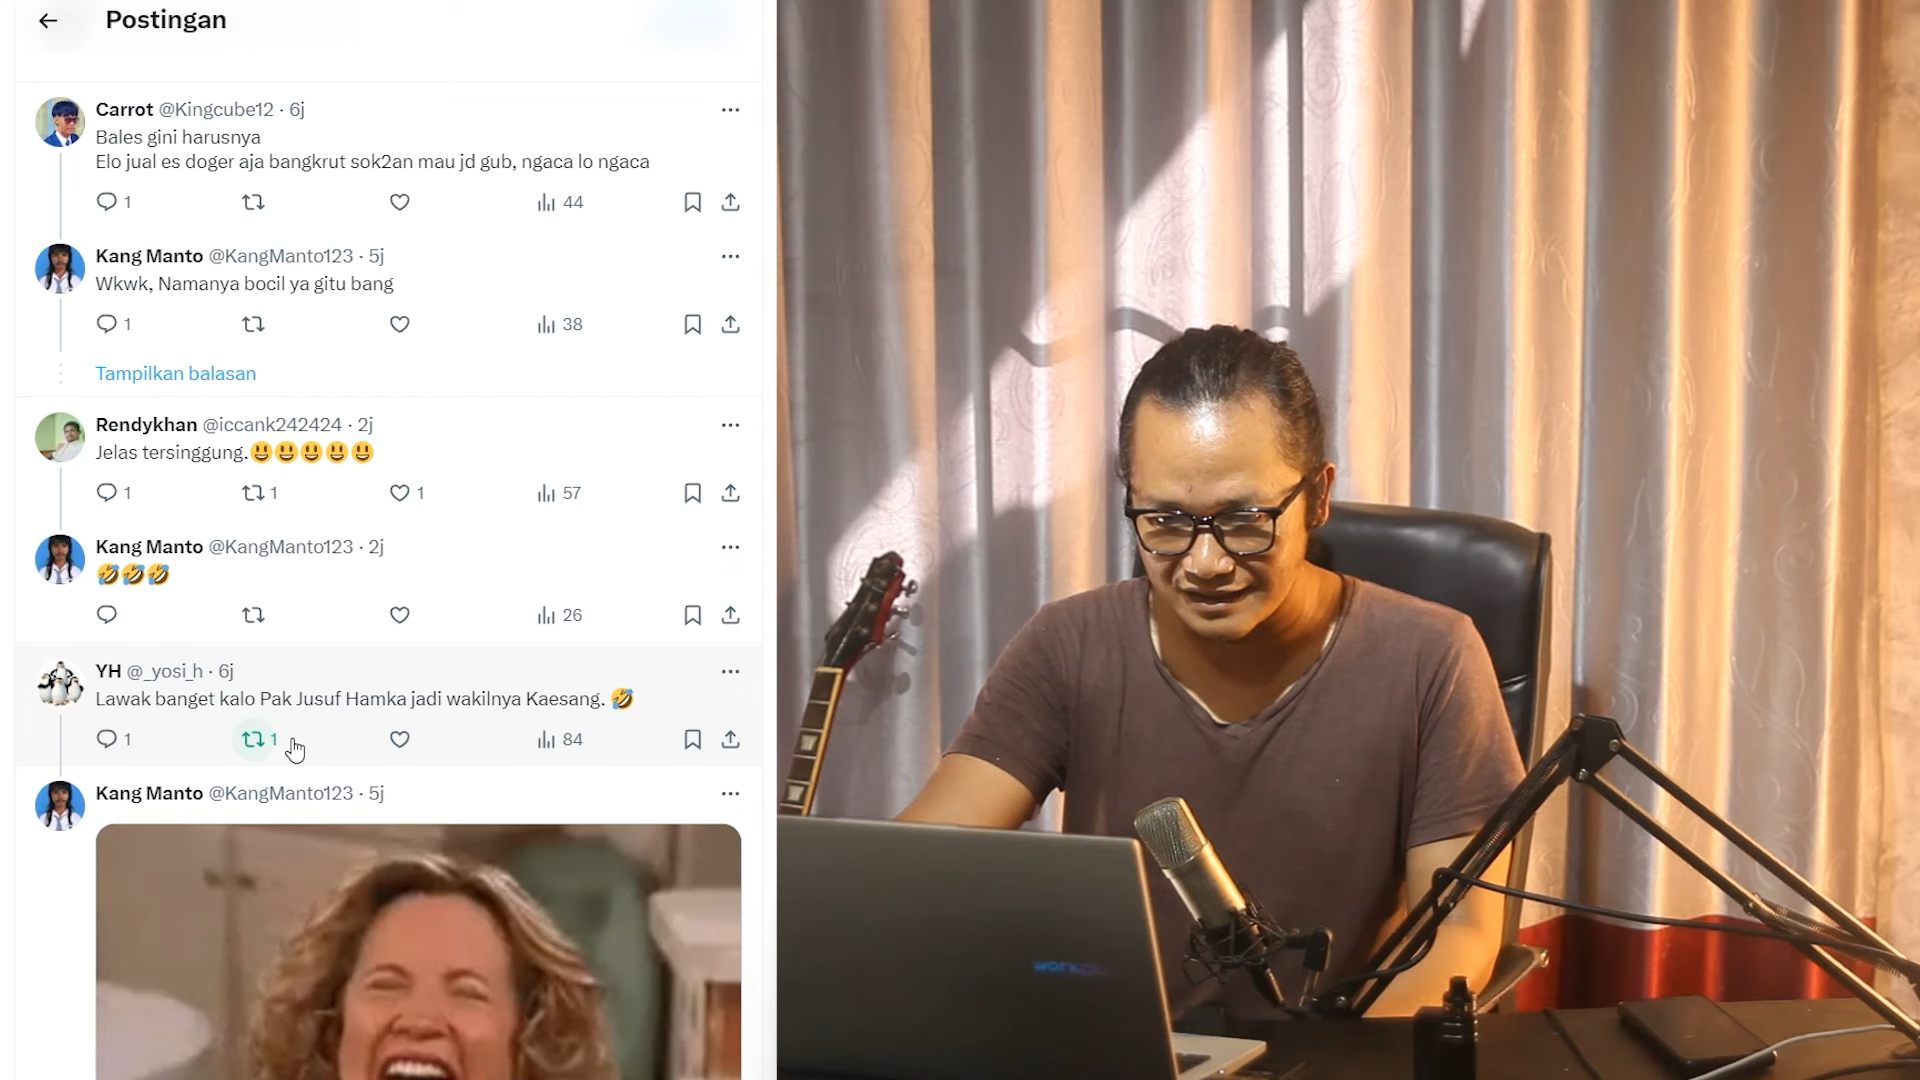 Postingan
Carrot @Kingcube12 · 6j
Bales gini harusnya
Elo jual es doger aja bangkrut sok2an mau jd gub, ngaca lo ngaca
1 44
Kang Manto @KangManto123 · 5j
Wkwk, Namanya bocil ya gitu bang
1 38
Tampilkan balasan
Rendykhan @iccank242424 · 2j
Jelas tersinggung.😃😃😃😃😃
1 1 1 57
Kang Manto @KangManto123 · 2j
🤣🤣🤣
26
YH @_yosi_h · 6j
Lawak banget kalo Pak Jusuf Hamka jadi wakilnya Kaesang. 🤣
1 1 84
Kang Manto @KangManto123 · 5j